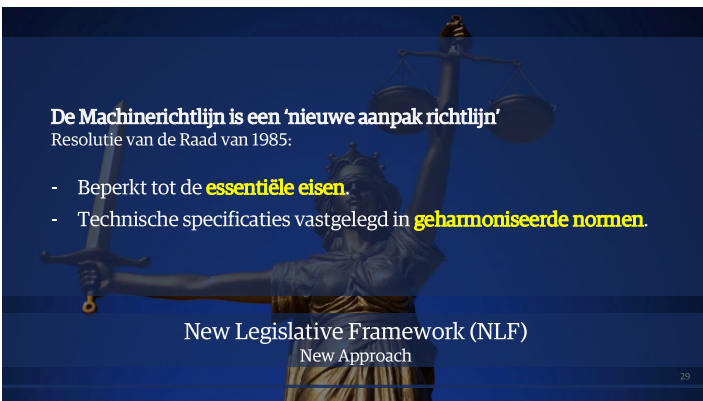 De Machinerichtlijn is een ‘nieuwe aanpak richtlijn’
Resolutie van de Raad van 1985:
- Beperkt tot de essentiële eisen.
- Technische specificaties vastgelegd in geharmoniseerde normen.
New Legislative Framework (NLF)
New Approach
29